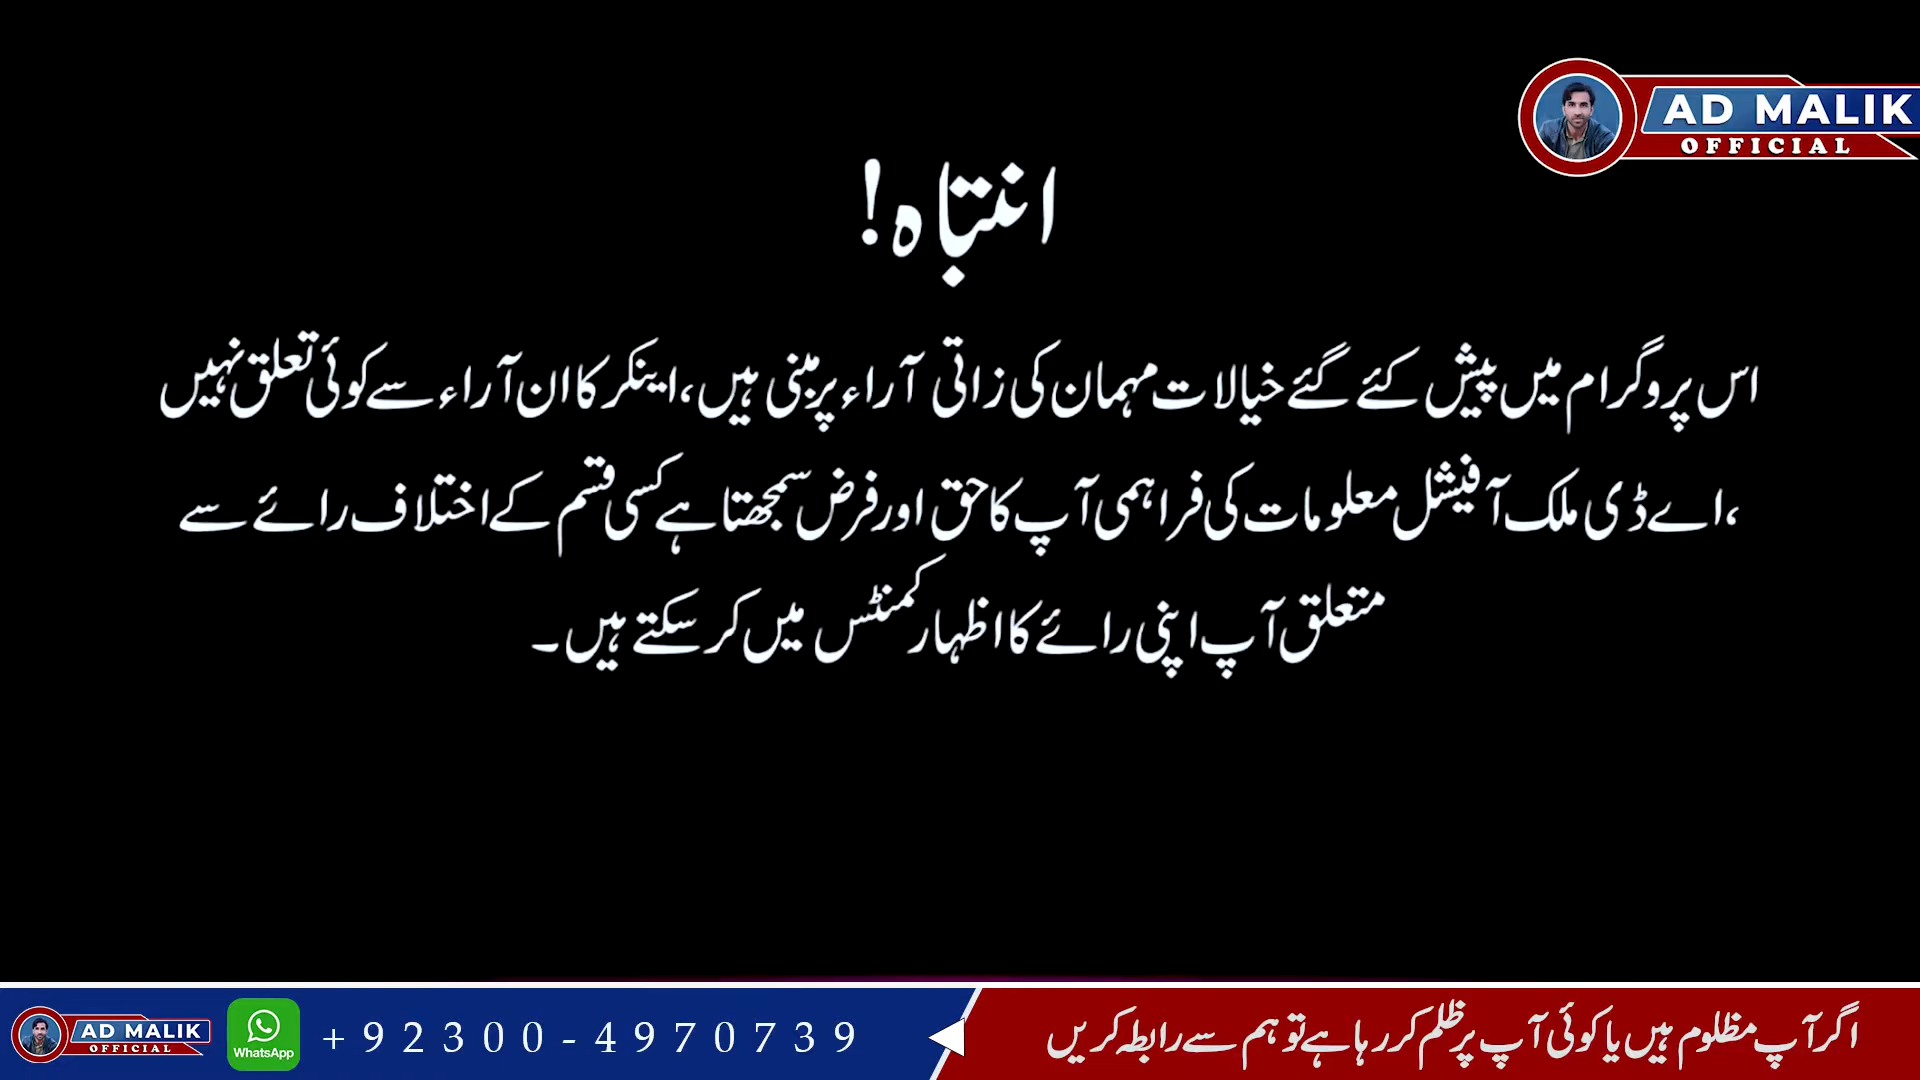 AD MALIK
OFFICIAL
انتباہ!
اس پروگرام میں پیش کئے گئے خیالات مہمان کی زاتی آراء پر مبنی ہیں، اینکر کا ان آراء سے کوئی تعلق نہیں
،اے ڈی ملک آفیشل معلومات کی فراہمی آپ کا حق اور فرض سمجھتا ہے کسی قسم کے اختلاف رائے سے
متعلق آپ اپنی رائے کا اظہار کمنٹس میں کر سکتے ہیں۔
AD MALIK
OFFICIAL
WhatsApp
+92300-4970739
اگر آپ مظلوم ہیں یا کوئی آپ پر ظلم کر رہا ہے تو ہم سے رابطہ کریں